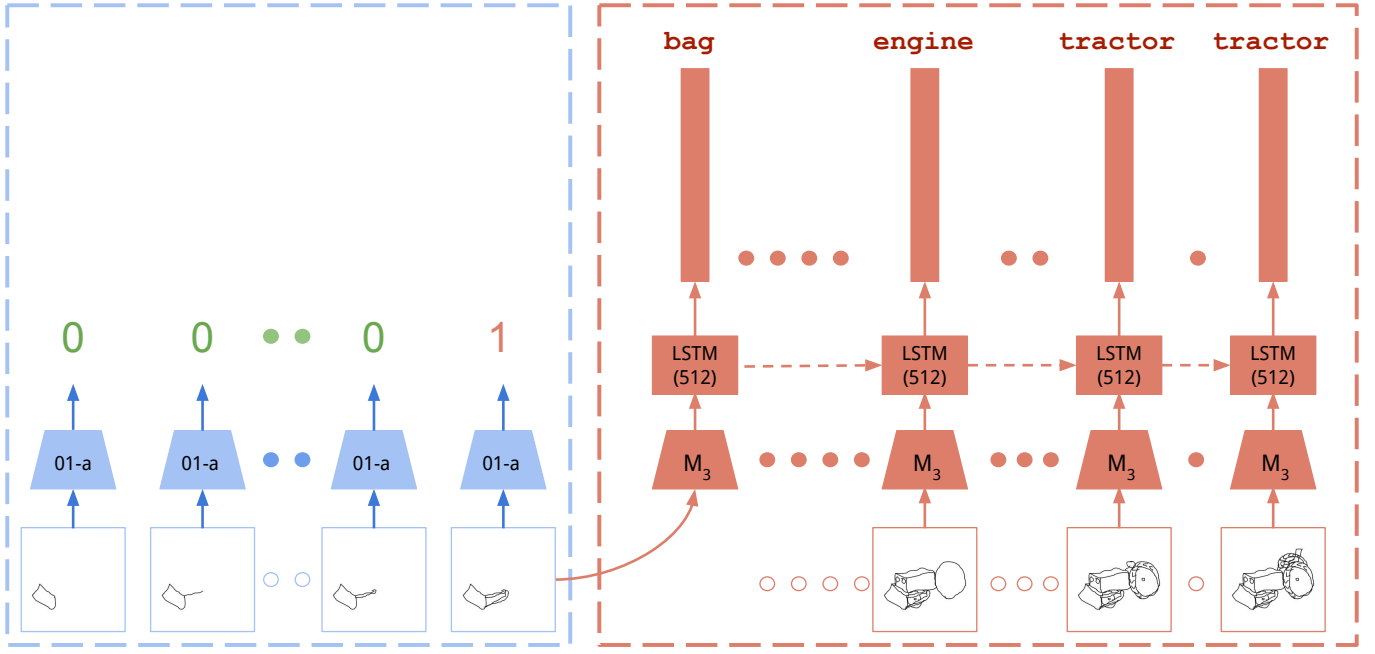 bag engine tractor tractor
0 0 0 1
LSTM LSTM LSTM LSTM
(512) (512) (512) (512)
01-a 01-a 01-a 01-a M3 M3 M3 M3